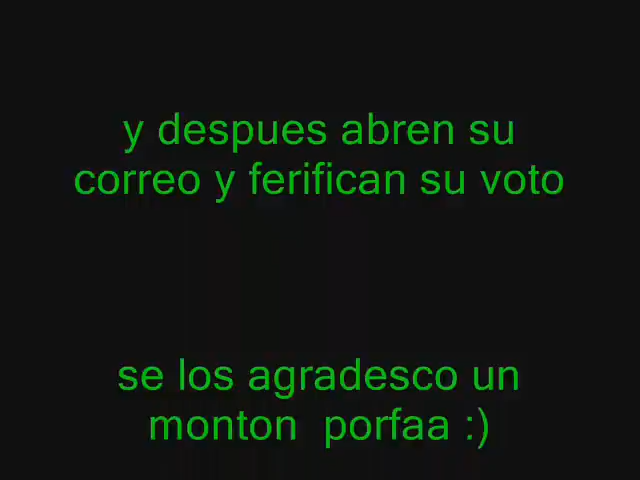 y despues abren su
correo y ferifican su voto
se los agradesco un
monton  porfaa :)